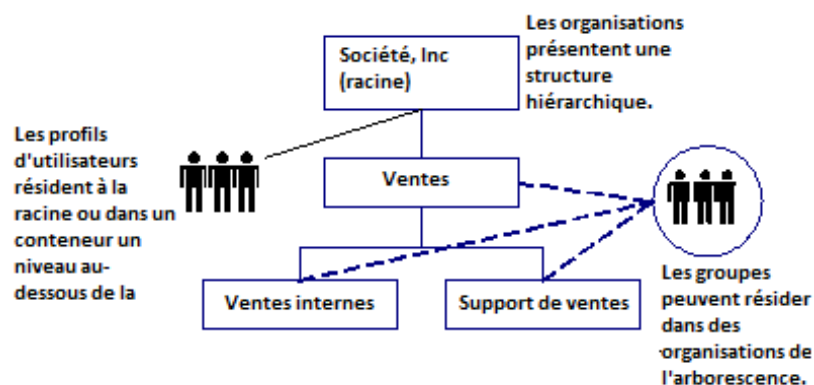 Les organisations
présentent une
structure
hiérarchique.
Société, Inc
(racine)
Les profils
d'utilisateurs
résident à la
racine ou dans un
conteneur un
niveau au-
dessous de la
Ventes
Ventes internes
Support de ventes
Les groupes
peuvent résider
dans des
organisations de
l'arborescence.